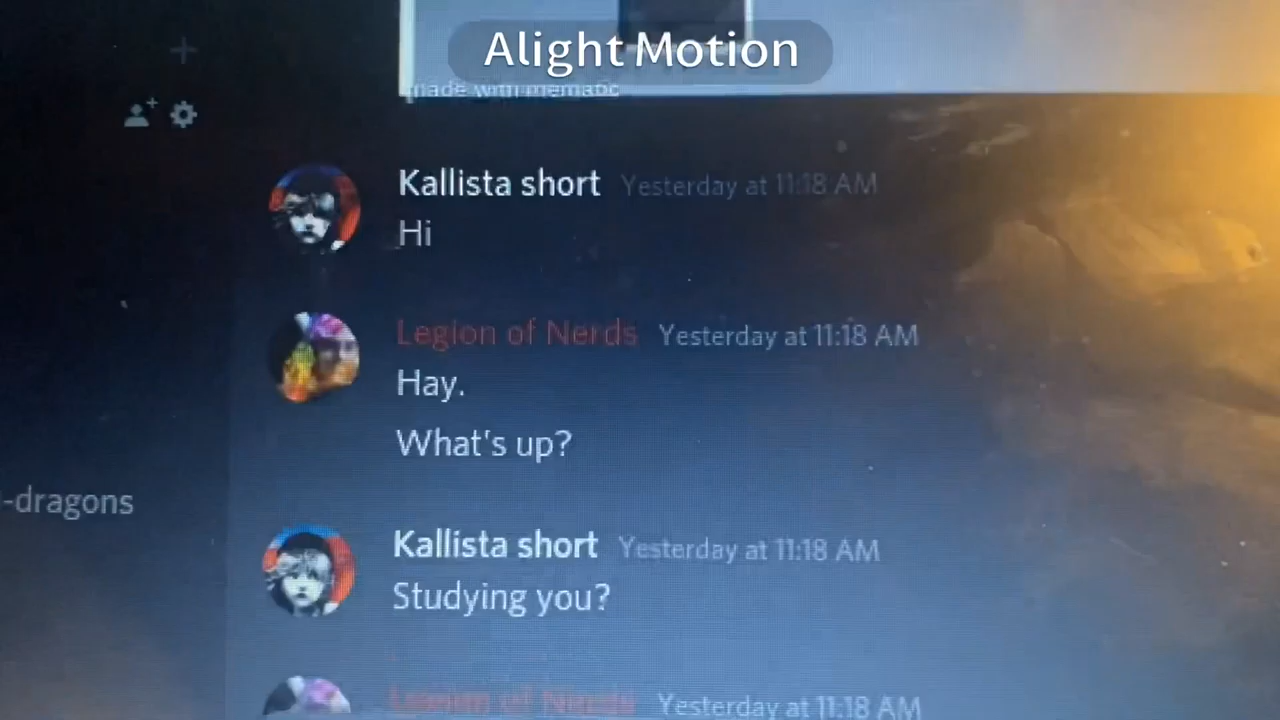 Alight Motion
made with mematic
Kallista short Yesterday at 11:18 AM
Hi
Legion of Nerds Yesterday at 11:18 AM
Hay.
What's up?
-dragons
Kallista short Yesterday at 11:18 AM
Studying you?
Legion of Nerds Yesterday at 11:18 AM